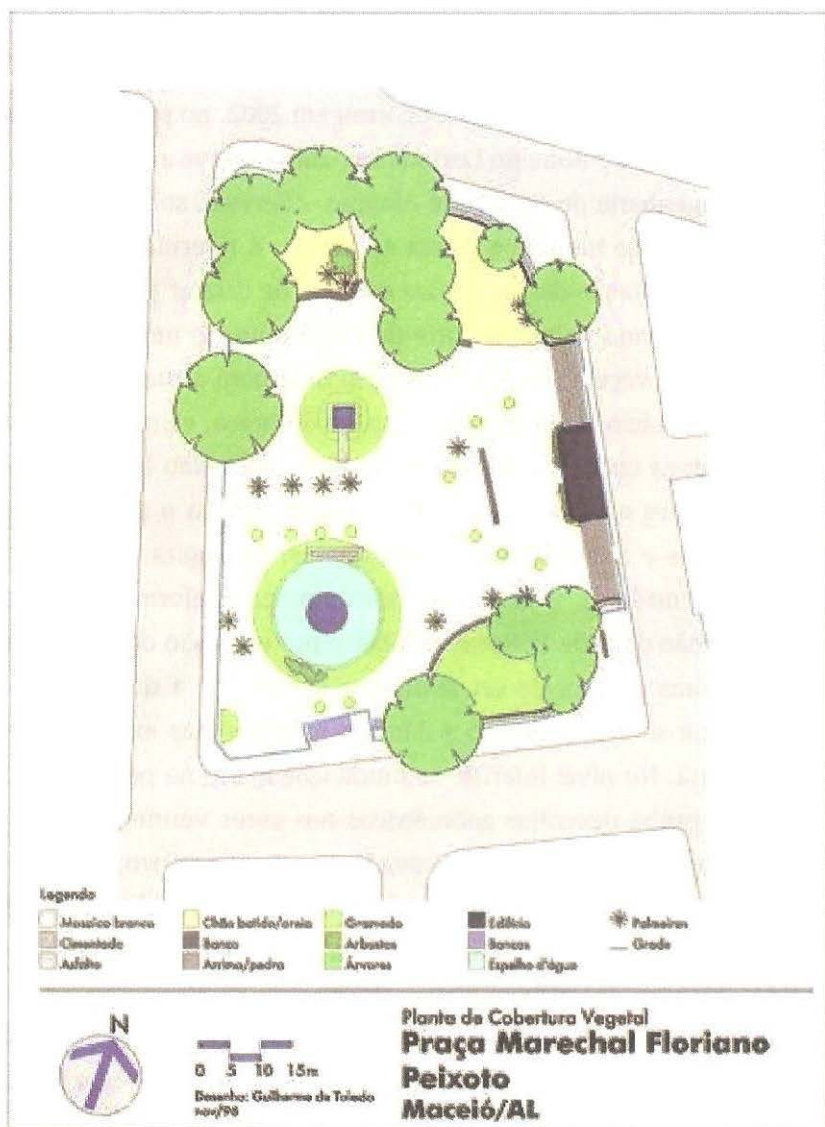 Legenda
Mosaico branco
Chão batido/areia
Gramado
Edifício
Palmeiras
Cimentado
Banco
Arbustos
Bancas
Grade
Asfalto
Arrimo/pedra
Árvores
Espelho d'água
N
0 5 10 15m
Desenho: Guilherme de Toledo
nov/98
Planta de Cobertura Vegetal
Praça Marechal Floriano
Peixoto
Maceió/AL